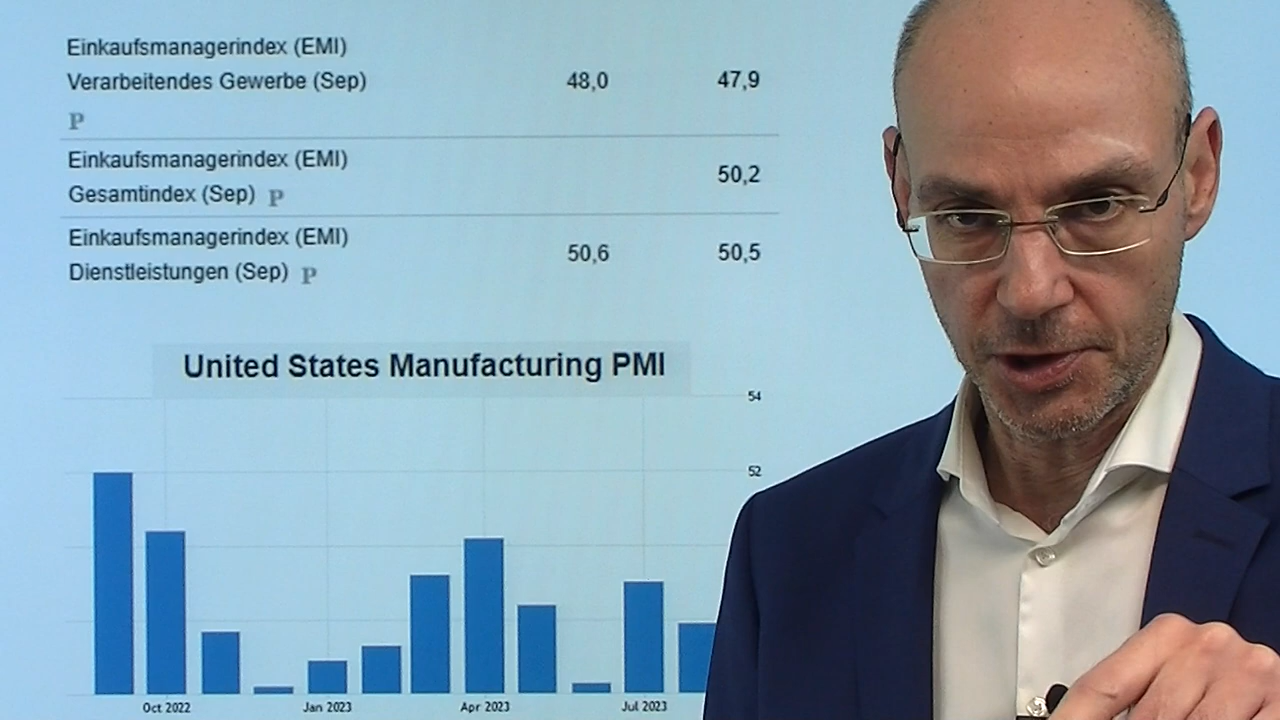 Einkaufsmanagerindex (EMI)
Verarbeitendes Gewerbe (Sep) 48,0 47,9
P
Einkaufsmanagerindex (EMI)
Gesamtindex (Sep) P 50,2
Einkaufsmanagerindex (EMI)
Dienstleistungen (Sep) P 50,6 50,5
United States Manufacturing PMI
54
52
Oct 2022 Jan 2023 Apr 2023 Jul 2023